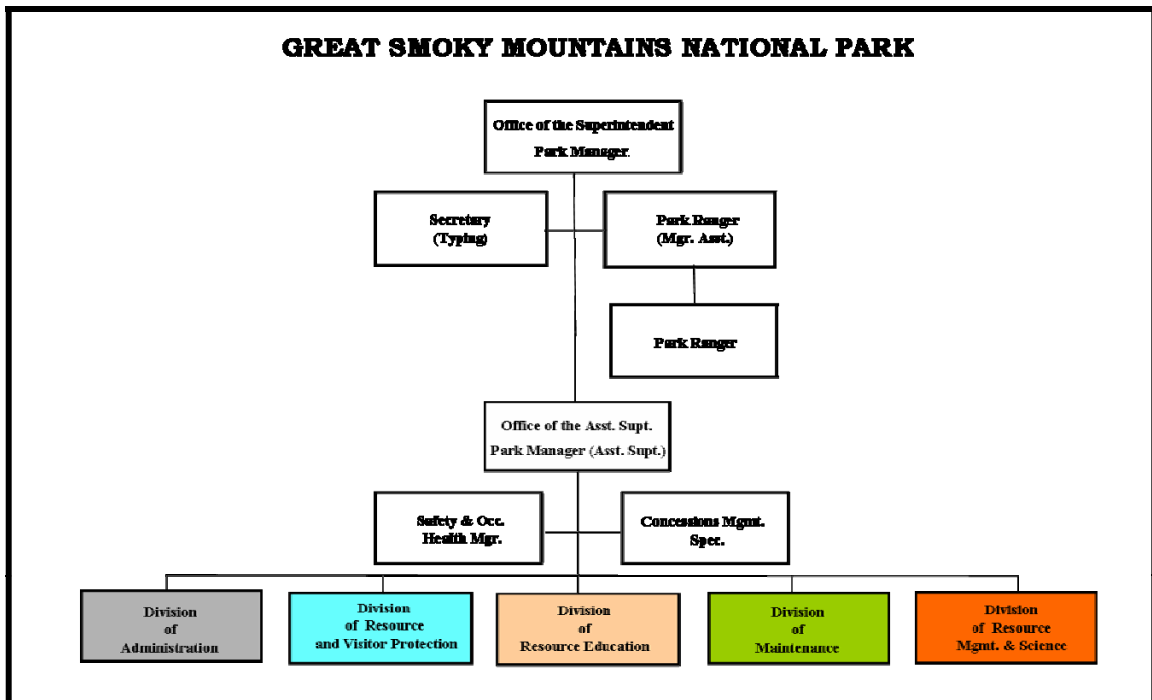 GREAT SMOKY MOUNTAINS NATIONAL PARK
Office of the Superintendent
Park Manager.
Secretary
(Typing)
Park Ranger
(Mgr. Asst.)
Park Ranger
Office of the Asst. Supt.
Park Manager (Asst. Supt.)
Safety & Occ.
Health Mgr.
Concessions Mgmt.
Spec.
Division
of
Administration
Division
of Resource
and Visitor Protection
Division
of
Resource Education
Division
of
Maintenance
Division
of Resource
Mgmt. & Science